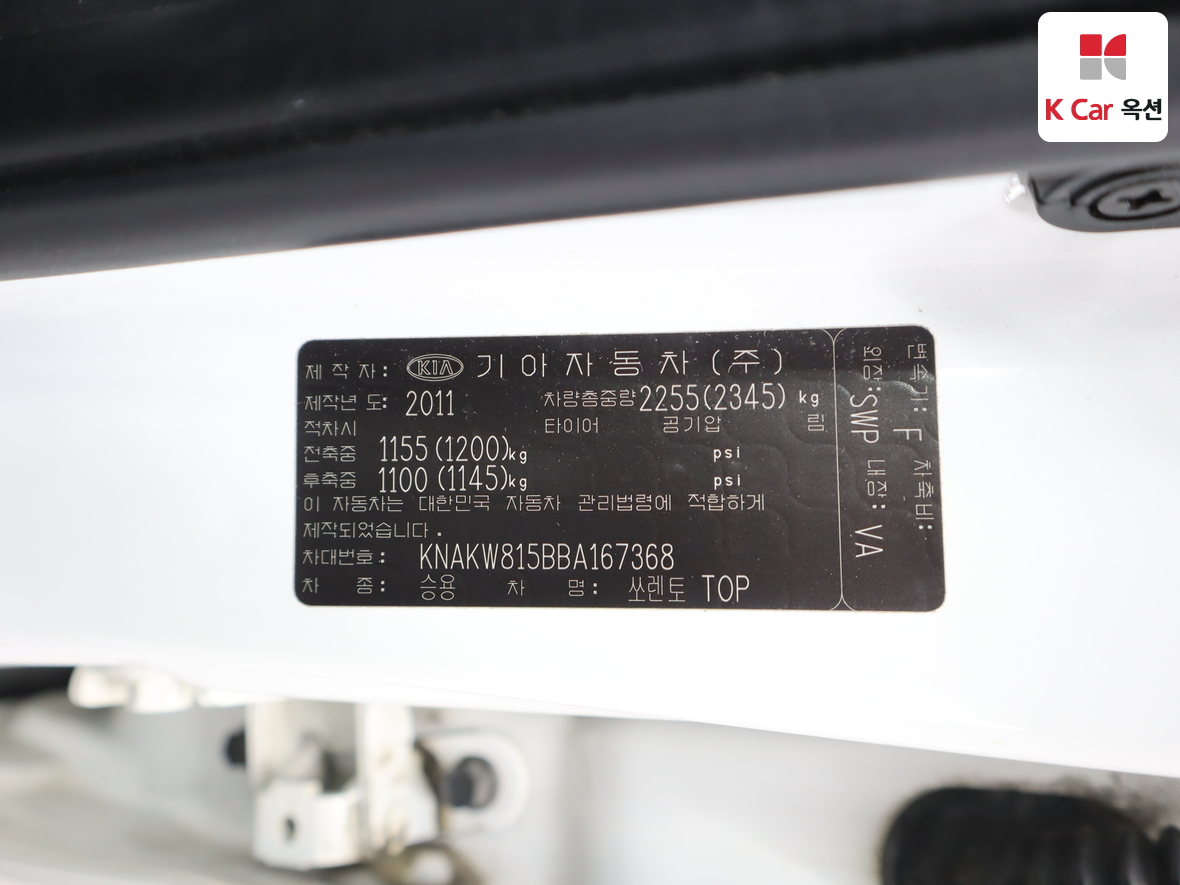 K Car 옥션
제 작 자 : KIA 기 아 자 동 차 ( 주 )
제작년 도: 2011 차량총중량 2255(2345) kg
적차시 타이어 공기압 림
전축중 1155 (1200)kg psi
후축중 1100 (1145)kg psi
이 자동차는 대한민국 자동차 관리법령에 적합하게
제작되었습니다 .
차대번호 : KNAKW815BBA167368
차 종 : 승용 차 명 : 쏘렌토 TOP
변속기: F 차축비:
외장:SWP 내장: VA